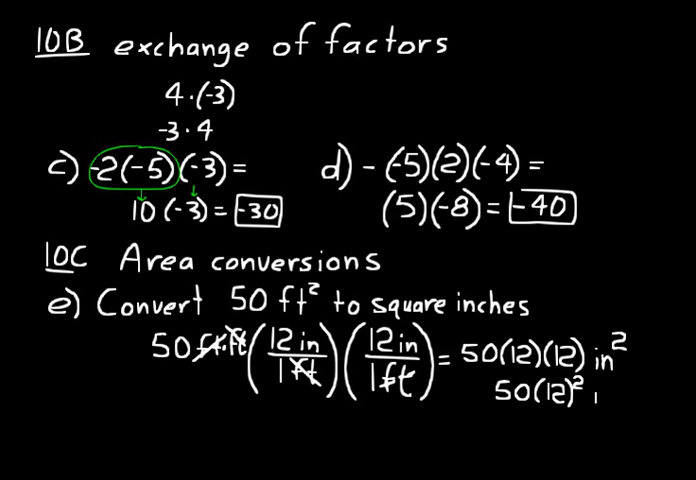 10B exchange of factors
4·(-3)
-3·4
c) -2(-5)(-3)=
10(-3)=-30
d) -(-5)(2)(-4)=
(5)(-8)=-40
10C Area conversions
e) Convert 50 ft² to square inches
50 ft·ft(12 in/1 ft)(12 in/1 ft)=50(12)(12) in²
50(12)² ı